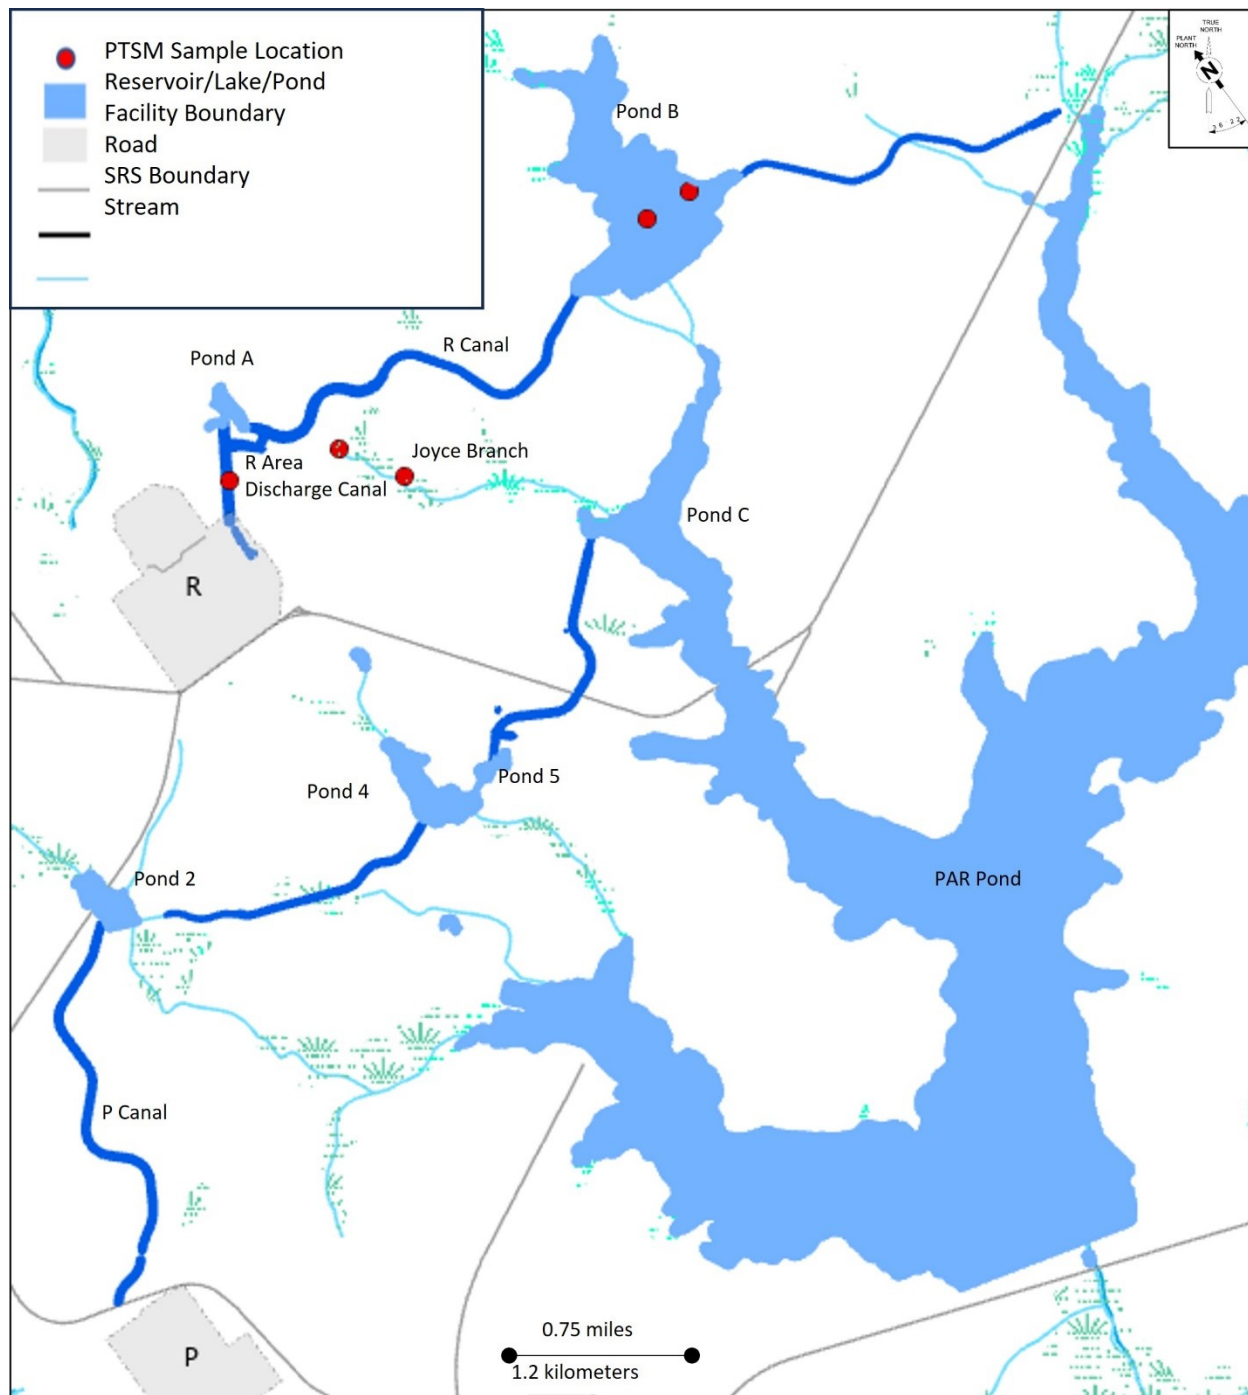 PTSM Sample Location
Reservoir/Lake/Pond
Facility Boundary
Road
SRS Boundary
Stream
TRUE
NORTH
PLANT
NORTH
N
Pond B
R Canal
Pond A
Joyce Branch
R Area
Discharge Canal
Pond C
R
Pond 5
Pond 4
Pond 2
PAR Pond
P Canal
0.75 miles
1.2 kilometers
P